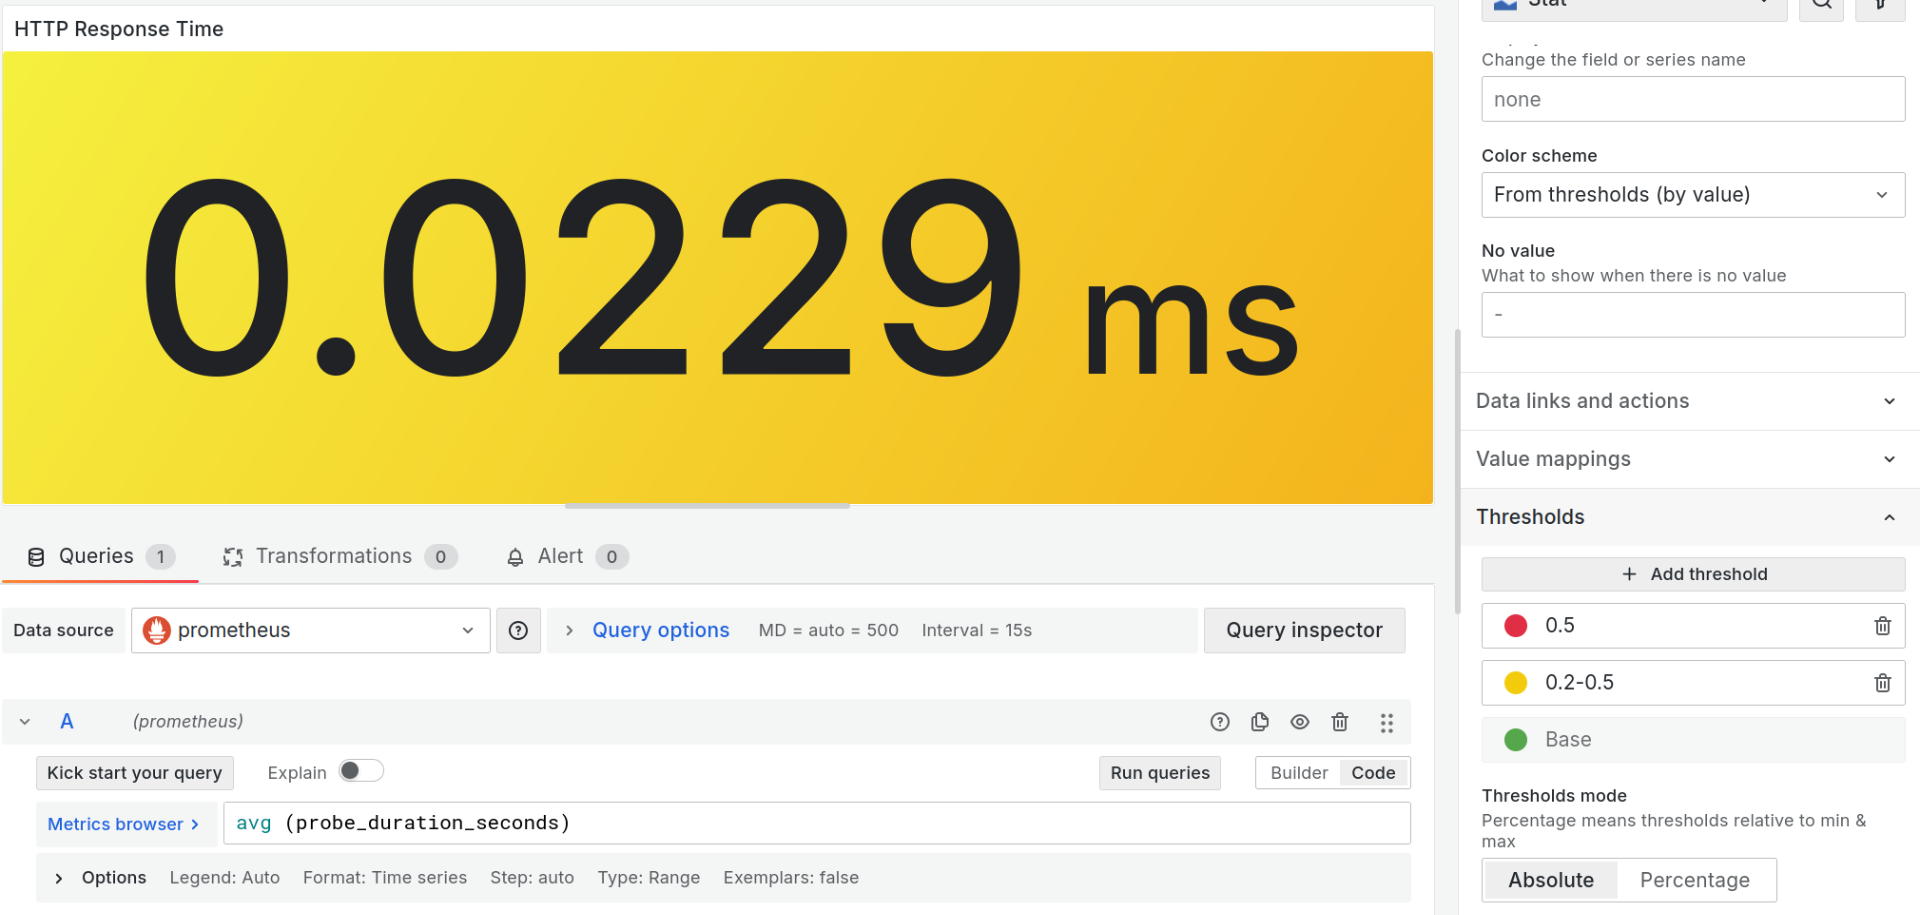 HTTP Response Time
0.0229 ms
Queries 1
Transformations 0
Alert 0
Data source
prometheus
Query options
MD = auto = 500
Interval = 15s
Query inspector
A
(prometheus)
Kick start your query
Explain
Run queries
Builder
Code
Metrics browser >
avg (probe_duration_seconds)
Options
Legend: Auto
Format: Time series
Step: auto
Type: Range
Exemplars: false
Stat
Change the field or series name
none
Color scheme
From thresholds (by value)
No value
What to show when there is no value
-
Data links and actions
Value mappings
Thresholds
+ Add threshold
0.5
0.2-0.5
Base
Thresholds mode
Percentage means thresholds relative to min &
max
Absolute
Percentage